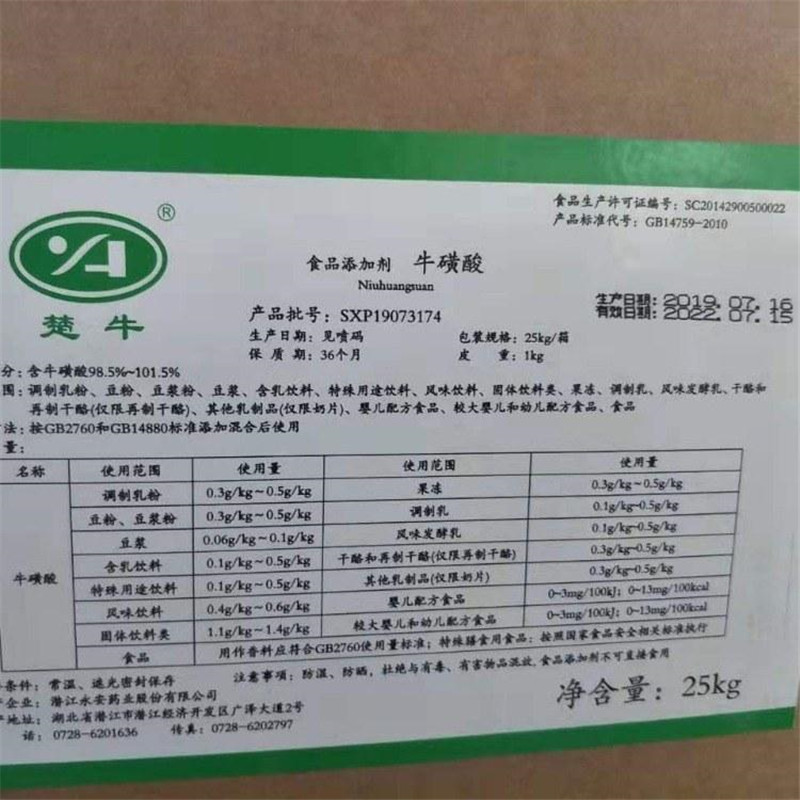 食品生产许可证编号：SC20142900500022
产品标准代号：GB14759-2010
YA
®
楚牛
食品添加剂 牛磺酸
Niuhuangsuan
产品批号：SXP19073174
生产日期：见喷码 包装规格：25kg/箱
保 质 期：36个月 皮 重：1kg
生产日期：2019.07.16
有效日期：2022.07.15
分：含牛磺酸98.5%~101.5%
围：调制乳粉、豆粉、豆浆粉、豆浆、含乳饮料、特殊用途饮料、风味饮料、固体饮料类、果冻、调制乳、风味发酵乳、干酪和
再制干酪(仅限再制干酪)、其他乳制品(仅限奶片)、婴儿配方食品、较大婴儿和幼儿配方食品、食品
方法：按GB2760和GB14880标准添加混合后使用
量：
名称 使用范围 使用量 使用范围 使用量
牛磺酸
调制乳粉 0.3g/kg~0.5g/kg 果冻 0.3g/kg~0.5g/kg
豆粉、豆浆粉 0.3g/kg~0.5g/kg 调制乳 0.1g/kg~0.5g/kg
豆浆 0.06g/kg~0.1g/kg 风味发酵乳 0.1g/kg~0.5g/kg
含乳饮料 0.1g/kg~0.5g/kg 干酪和再制干酪(仅限再制干酪) 0.3g/kg~0.5g/kg
特殊用途饮料 0.1g/kg~0.5g/kg 其他乳制品(仅限奶片) 0.3g/kg~0.5g/kg
风味饮料 0.4g/kg~0.6g/kg 婴儿配方食品 0~3mg/100kJ；0~13mg/100kcal
固体饮料类 1.1g/kg~1.4g/kg 较大婴儿和幼儿配方食品 0~3mg/100kJ；0~13mg/100kcal
食品 用作香料应符合GB2760使用量标准；特殊膳食用食品：按照国家食品安全相关标准执行
条件：常温、避光密封保存 注意事项：防湿、防晒，杜绝与有毒、有害物品混放，食品添加剂不可直接食用
企业：潜江永安药业股份有限公司
产地址：湖北省潜江市潜江经济开发区广泽大道2号
话：0728-6201636 传真：0728-6202797
净含量：25kg